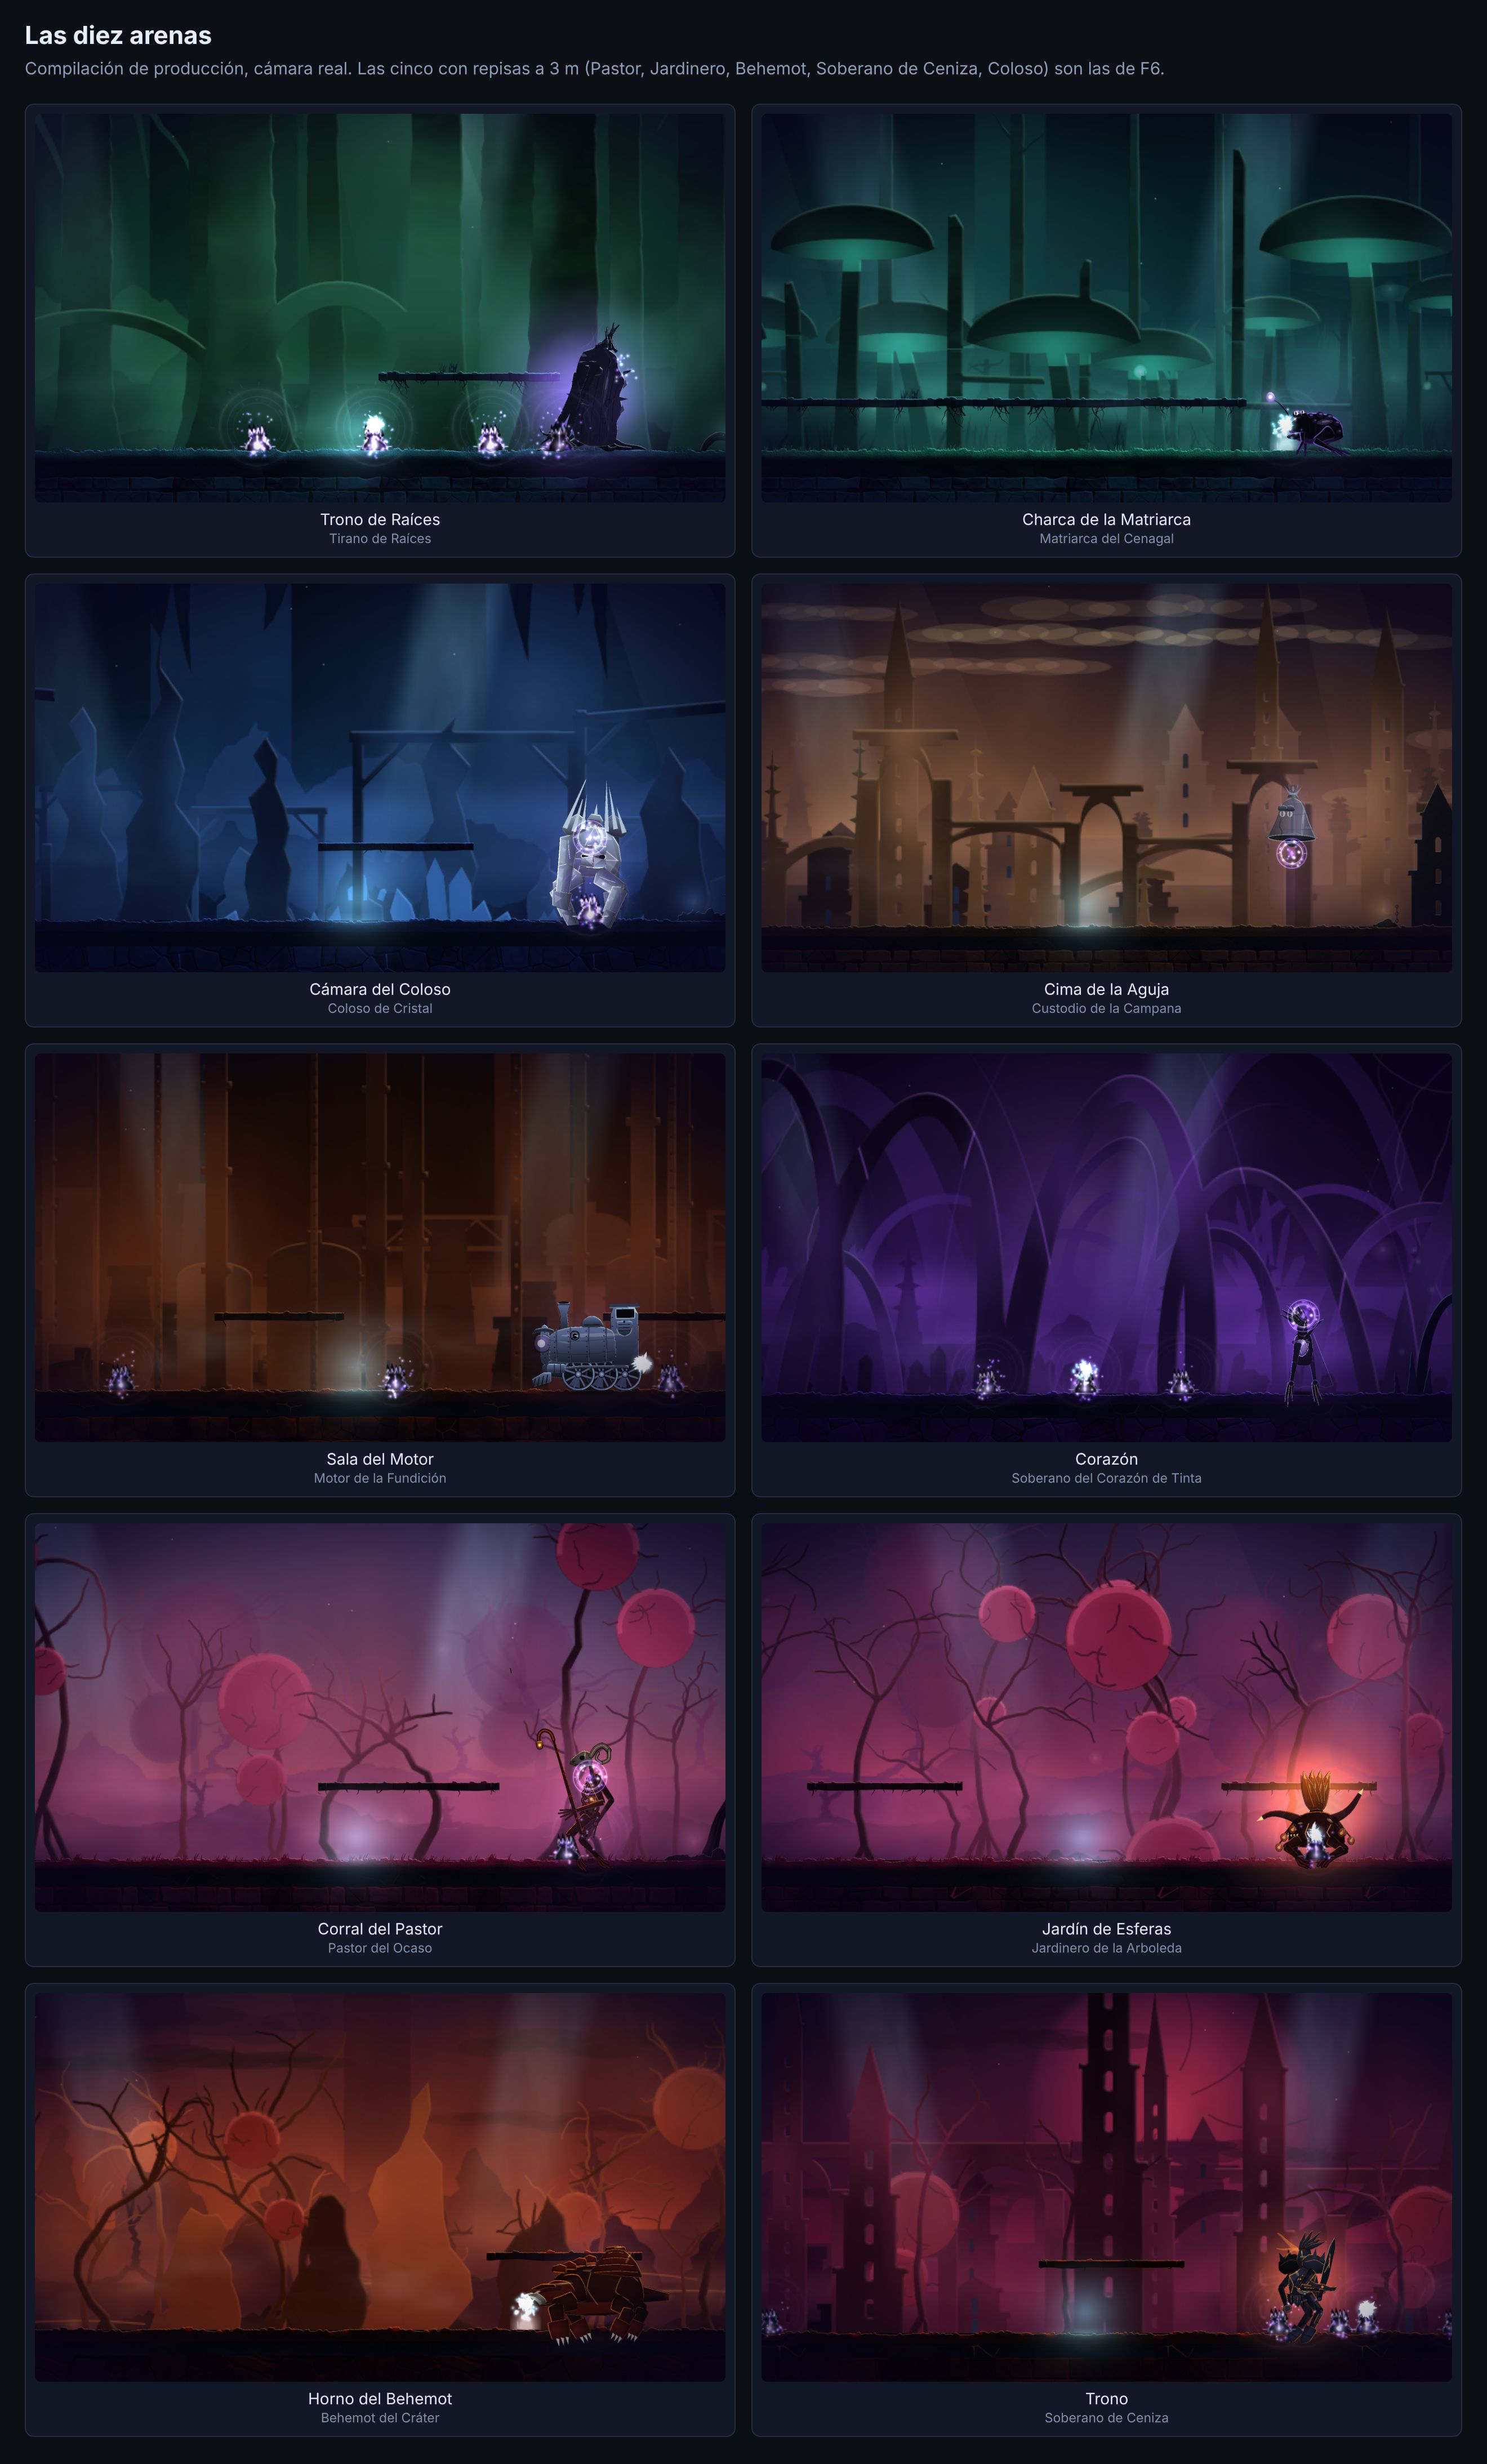 Las diez arenas
Compilación de producción, cámara real. Las cinco con repisas a 3 m (Pastor, Jardinero, Behemot, Soberano de Ceniza, Coloso) son las de F6.
Trono de Raíces
Tirano de Raíces
Charca de la Matriarca
Matriarca del Cenagal
Cámara del Coloso
Coloso de Cristal
Cima de la Aguja
Custodio de la Campana
Sala del Motor
Motor de la Fundición
Corazón
Soberano del Corazón de Tinta
Corral del Pastor
Pastor del Ocaso
Jardín de Esferas
Jardinero de la Arboleda
Horno del Behemot
Behemot del Cráter
Trono
Soberano de Ceniza